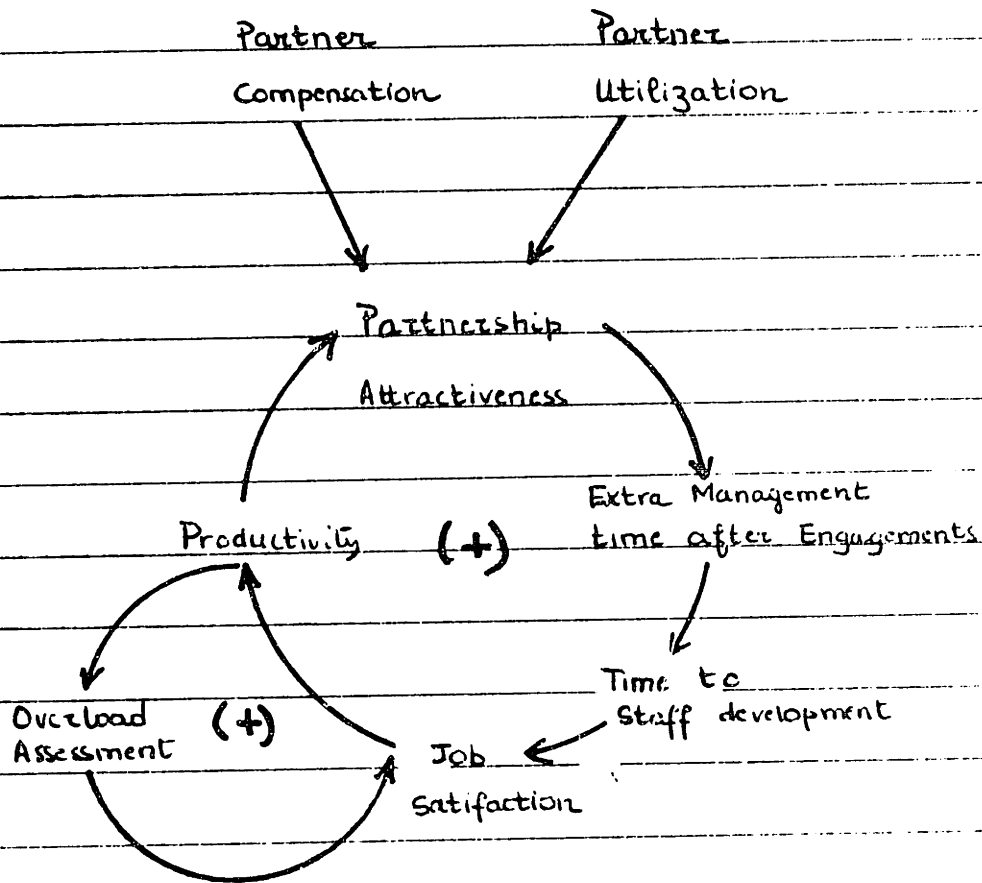 Partner
Compensation
Partner
Utilization
Partnership
Attractiveness
Extra Management
time after Engagements
Productivity
(+)
Time to
Staff development
Overload
Assessment
(+)
Job
Satifaction